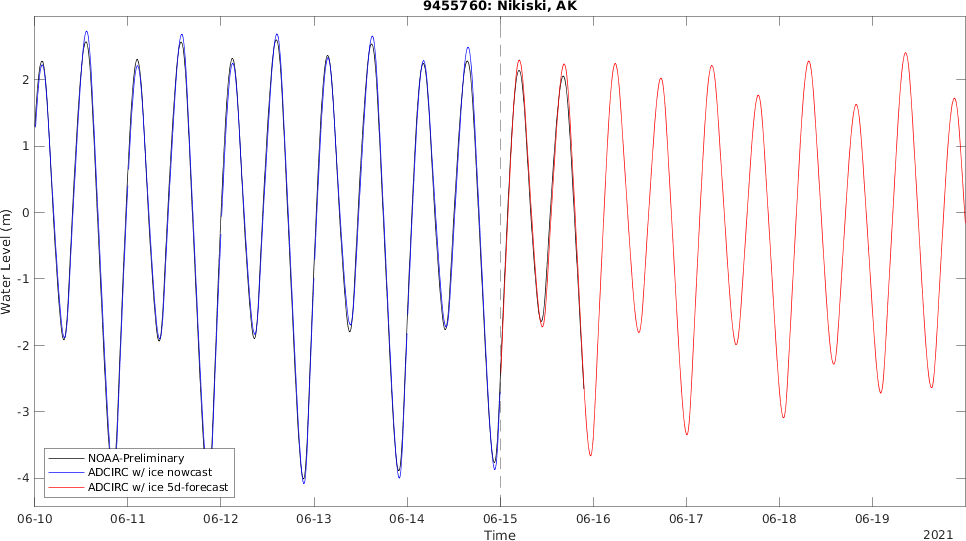 9455760: Nikiski, AK
Water Level (m)
2
1
0
-1
-2
-3
-4
NOAA-Preliminary
ADCIRC w/ ice nowcast
ADCIRC w/ ice 5d-forecast
06-10 06-11 06-12 06-13 06-14 06-15 06-16 06-17 06-18 06-19
Time
2021